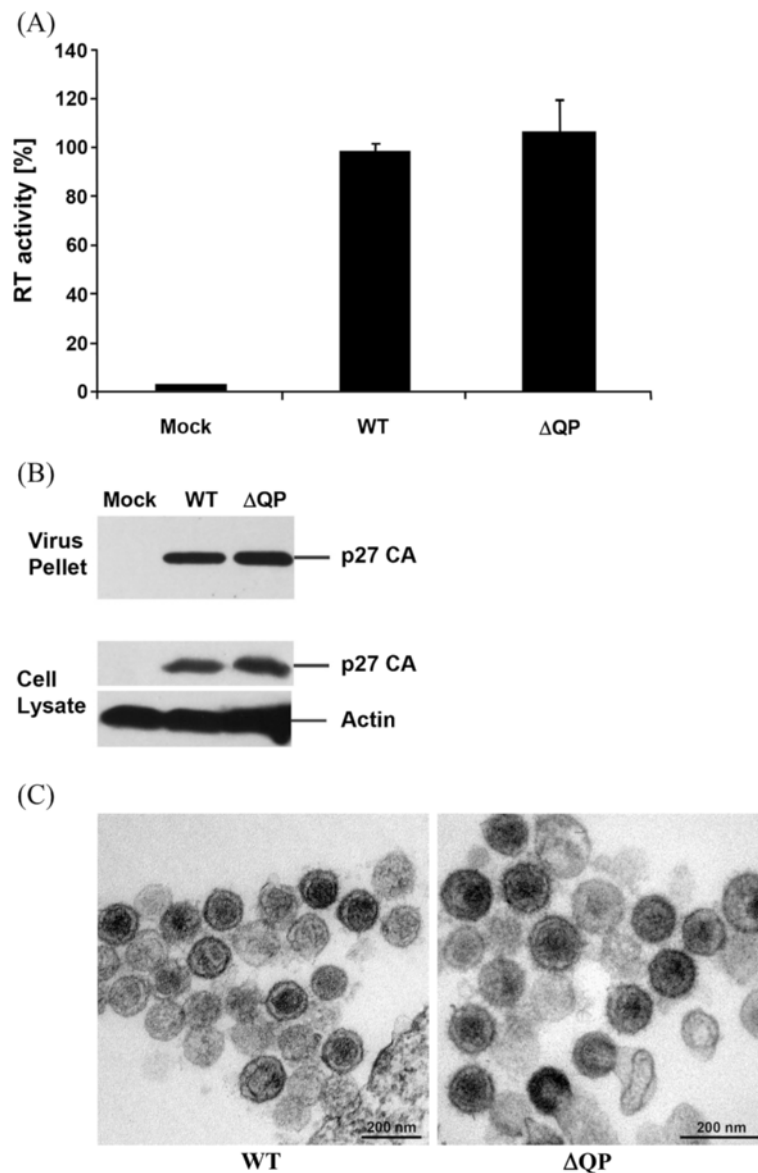 (A)
140
120
100
80
60
40
20
0
RT activity [%]
Mock WT ΔQP
(B)
Mock WT ΔQP
Virus
Pellet
p27 CA
Cell
Lysate
p27 CA
Actin
(C)
200 nm 200 nm
WT ΔQP